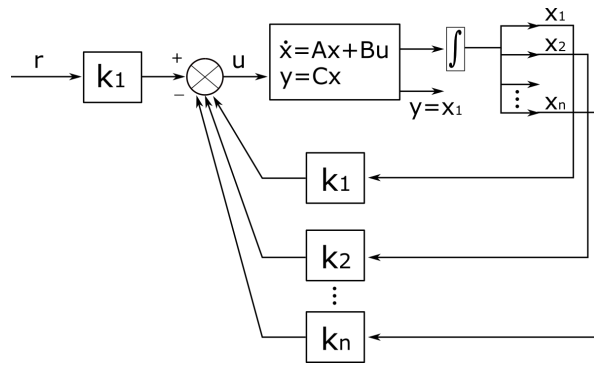 r
k₁
+
−
u
ẋ=Ax+Bu
y=Cx
∫
y=x₁
x₁
x₂
⋮
xₙ
k₁
k₂
⋮
kₙ